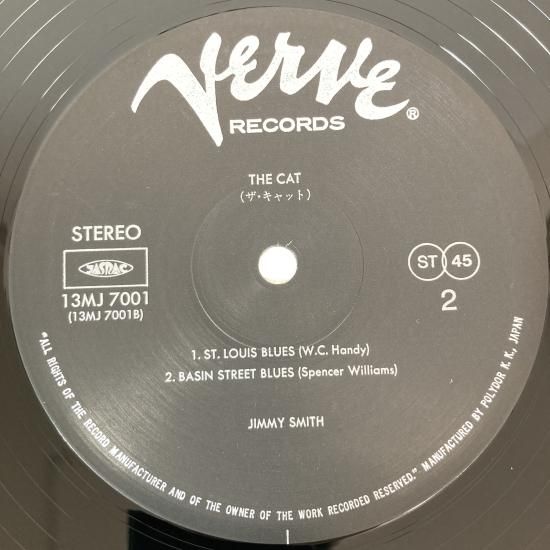 VERVE®
RECORDS
THE CAT
(ザ・キャット)
STEREO
JASRAC
13MJ 7001
(13MJ 7001B)
ST 45
2
1. ST. LOUIS BLUES (W.C. Handy)
2. BASIN STREET BLUES (Spencer Williams)
JIMMY SMITH
"ALL RIGHTS OF THE RECORD MANUFACTURER AND OF THE OWNER OF THE WORK RECORDED RESERVED." MANUFACTURED BY POLYDOR K. K., JAPAN